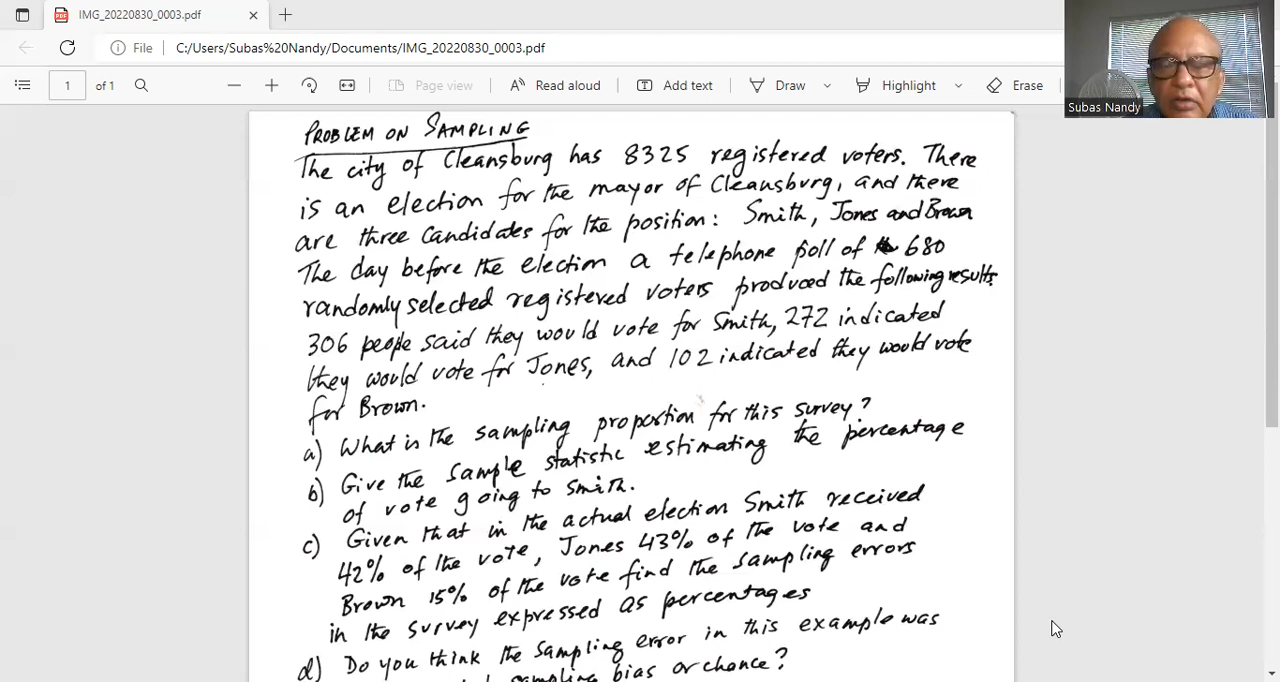 IMG_20220830_0003.pdf
File C:/Users/Subas%20Nandy/Documents/IMG_20220830_0003.pdf
1 of 1 Page view Read aloud Add text Draw Highlight Erase
Subas Nandy
PROBLEM ON SAMPLING
The city of Cleansburg has 8325 registered voters. There
is an election for the mayor of Cleansburg, and there
are three candidates for the position: Smith, Jones and Brown
The day before the election a telephone poll of 680
randomly selected registered voters produced the following results
306 people said they would vote for Smith, 272 indicated
they would vote for Jones, and 102 indicated they would vote
for Brown.
a) What is the sampling proportion for this survey?
b) Give the sample statistic estimating the percentage
of vote going to Smith.
c) Given that in the actual election Smith received
42% of the vote, Jones 43% of the vote and
Brown 15% of the vote find the sampling errors
in the survey expressed as percentages
d) Do you think the sampling error in this example was
sampling bias or chance?